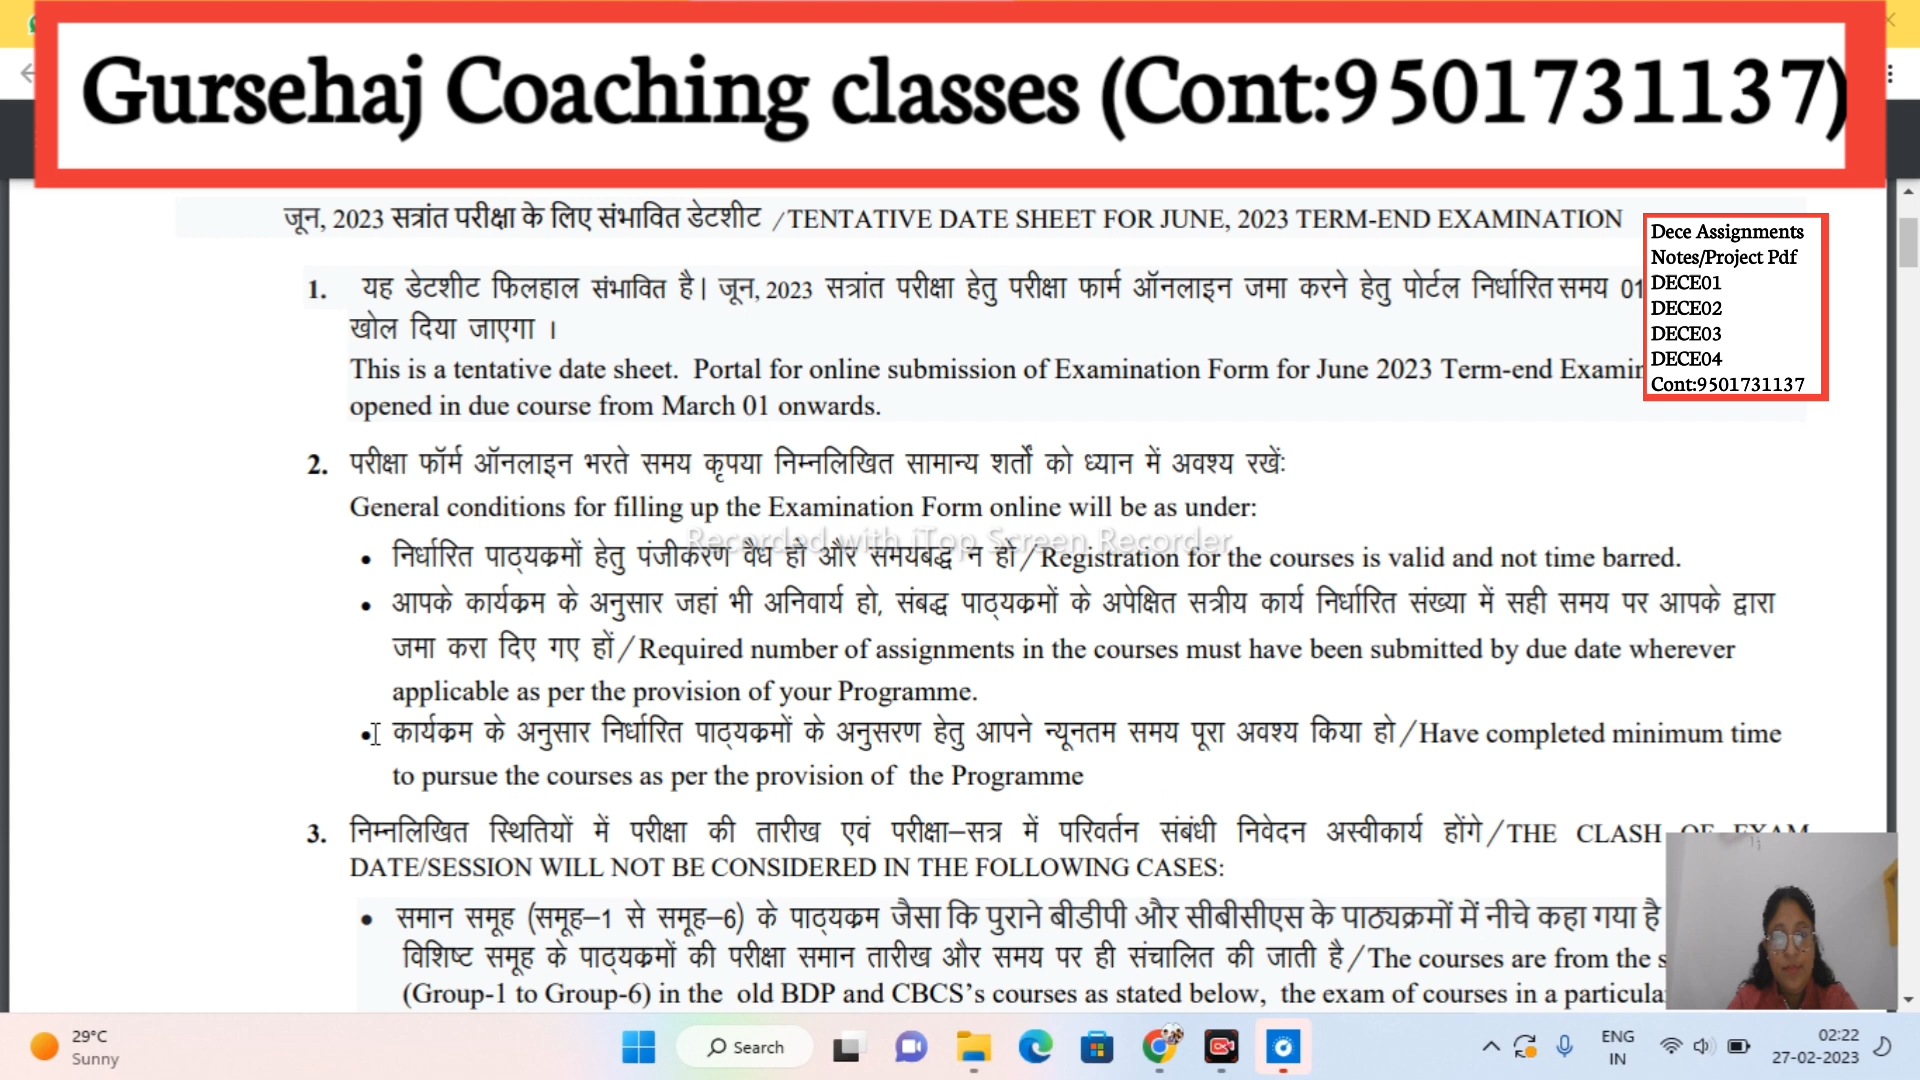 Gursehaj Coaching classes (Cont:9501731137)
जून, 2023 सत्रांत परीक्षा के लिए संभावित डेटशीट /TENTATIVE DATE SHEET FOR JUNE, 2023 TERM-END EXAMINATION
Dece Assignments
Notes/Project Pdf
DECE01
DECE02
DECE03
DECE04
Cont:9501731137
1. यह डेटशीट फिलहाल संभावित है। जून, 2023 सत्रांत परीक्षा हेतु परीक्षा फार्म ऑनलाइन जमा करने हेतु पोर्टल निर्धारित समय 01
खोल दिया जाएगा ।
This is a tentative date sheet. Portal for online submission of Examination Form for June 2023 Term-end
opened in due course from March 01 onwards.
2. परीक्षा फॉर्म ऑनलाइन भरते समय कृपया निम्नलिखित सामान्य शर्तों को ध्यान में अवश्य रखें:
General conditions for filling up the Examination Form online will be as under:
Recorded with iTop Screen Recorder
• निर्धारित पाठ्यक्रमों हेतु पंजीकरण वैध हो और समयबद्ध न हो/Registration for the courses is valid and not time barred.
• आपके कार्यक्रम के अनुसार जहां भी अनिवार्य हो, संबद्ध पाठ्यक्रमों के अपेक्षित सत्रीय कार्य निर्धारित संख्या में सही समय पर आपके द्वारा
जमा करा दिए गए हों/Required number of assignments in the courses must have been submitted by due date wherever
applicable as per the provision of your Programme.
• कार्यक्रम के अनुसार निर्धारित पाठ्यक्रमों के अनुसरण हेतु आपने न्यूनतम समय पूरा अवश्य किया हो/Have completed minimum time
to pursue the courses as per the provision of the Programme
3. निम्नलिखित स्थितियों में परीक्षा की तारीख एवं परीक्षा–सत्र में परिवर्तन संबंधी निवेदन अस्वीकार्य होंगे/THE CLASH OF EXAM
DATE/SESSION WILL NOT BE CONSIDERED IN THE FOLLOWING CASES:
• समान समूह (समूह–1 से समूह–6) के पाठ्यक्रम जैसा कि पुराने बीडीपी और सीबीसीएस के पाठ्यक्रमों में नीचे कहा गया है
विशिष्ट समूह के पाठ्यक्रमों की परीक्षा समान तारीख और समय पर ही संचालित की जाती है/The courses are from the
(Group-1 to Group-6) in the old BDP and CBCS's courses as stated below, the exam of courses in a
29°C
Sunny
Search
ENG
IN
02:22
27-02-2023